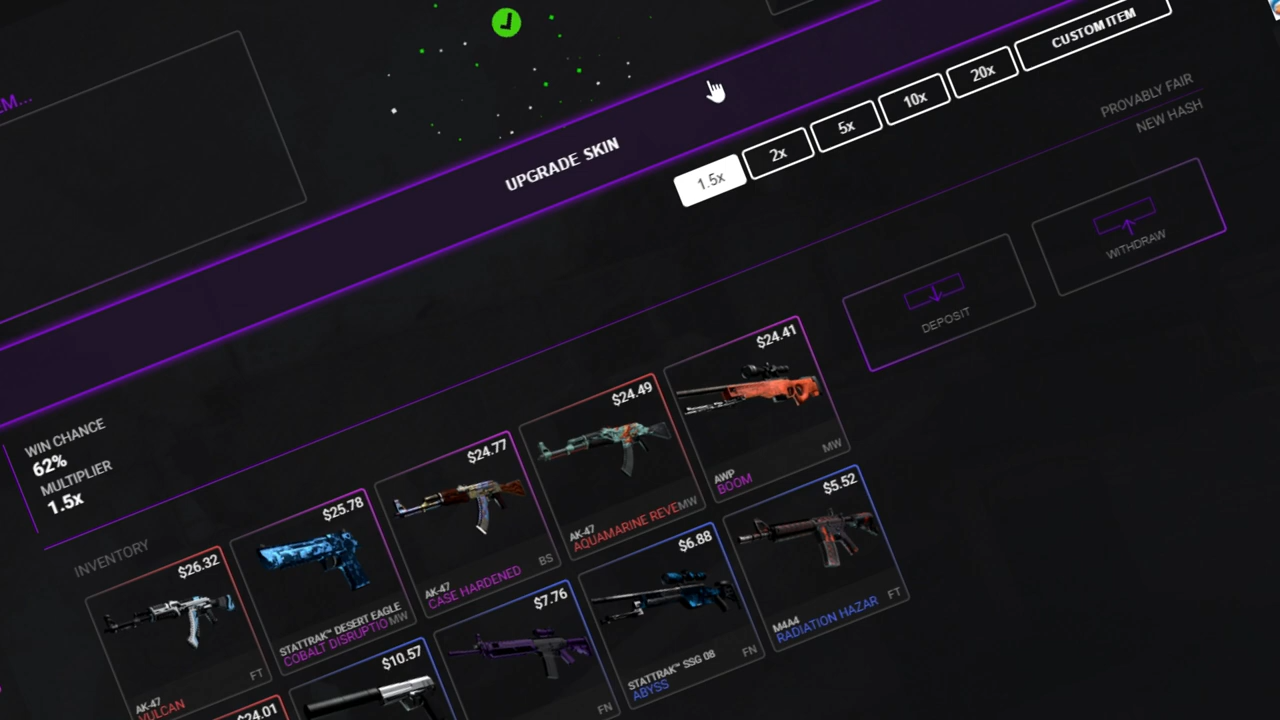 EM...
UPGRADE SKIN
1.5x
2x
5x
10x
20x
CUSTOM ITEM
PROVABLY FAIR
NEW HASH
DEPOSIT
WITHDRAW
WIN CHANCE
62%
MULTIPLIER
1.5x
INVENTORY
$26.32
FT
AK-47
VULCAN
$25.78
STATTRAK™ DESERT EAGLE
COBALT DISRUPTIO MW
$24.77
BS
AK-47
CASE HARDENED
$24.49
AK-47
AQUAMARINE REVE MW
$24.41
MW
AWP
BOOM
$24.01
$10.57
$7.76
FN
$6.88
FN
STATTRAK™ SSG 08
ABYSS
$5.52
FT
M4A4
RADIATION HAZAR